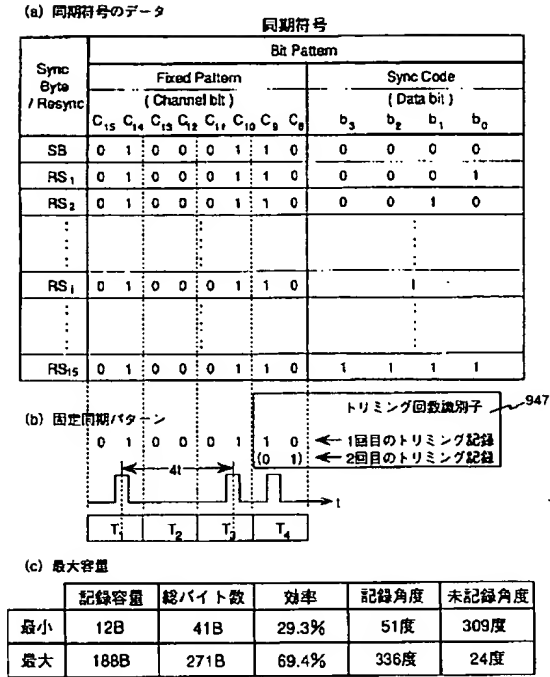 (a) 同期符号のデータ
同期符号
Sync Byte / Resync
Bit Pattern
Fixed Pattern
( Channel bit )
Sync Code
( Data bit )
C15 C14 C13 C12 C11 C10 C9 C8 b3 b2 b1 b0
SB 0 1 0 0 0 1 1 0 0 0 0 0
RS1 0 1 0 0 0 1 1 0 0 0 0 1
RS2 0 1 0 0 0 1 1 0 0 0 1 0
RSi 0 1 0 0 0 1 1 0 i
RS15 0 1 0 0 0 1 1 0 1 1 1 1
(b) 固定同期パターン
トリミング回数識別子 947
0 1 0 0 0 1 1 0 ← 1回目のトリミング記録
(0 1) ← 2回目のトリミング記録
4t
t
T1 T2 T3 T4
(c) 最大容量
記録容量 総バイト数 効率 記録角度 未記録角度
最小 12B 41B 29.3% 51度 309度
最大 188B 271B 69.4% 336度 24度